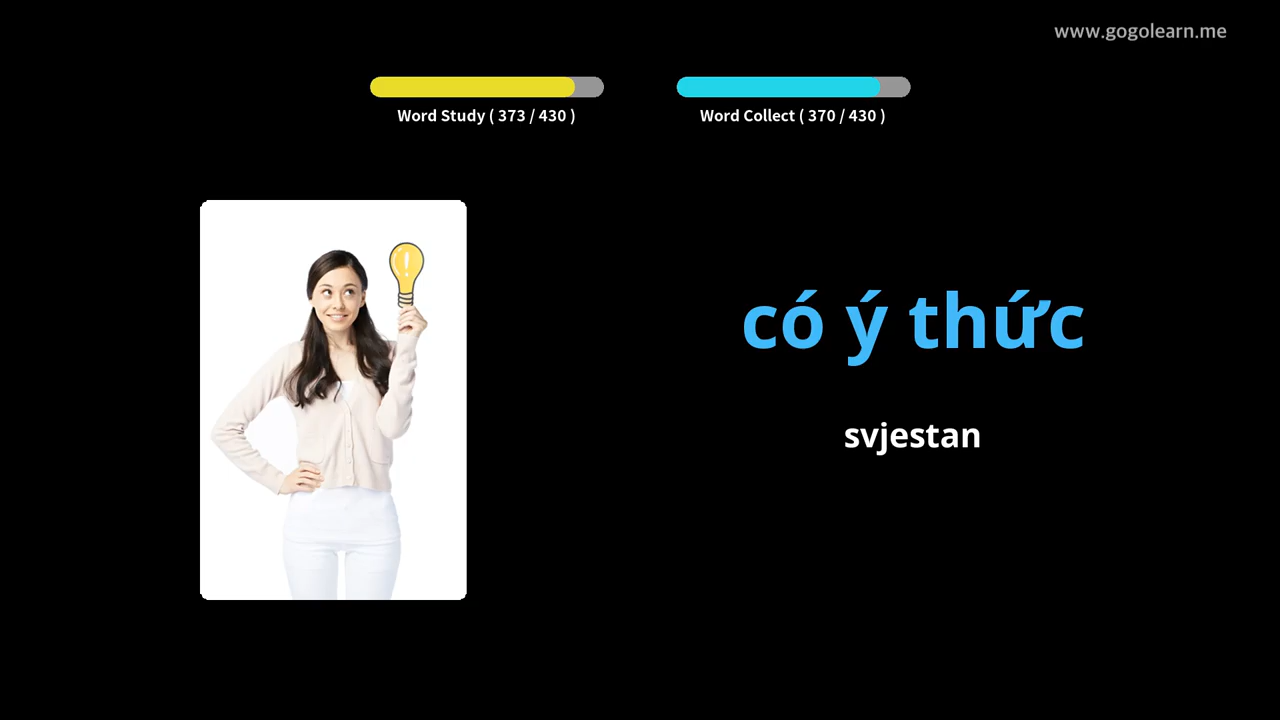 www.gogolearn.me
Word Study ( 373 / 430 )
Word Collect ( 370 / 430 )
có ý thức
svjestan